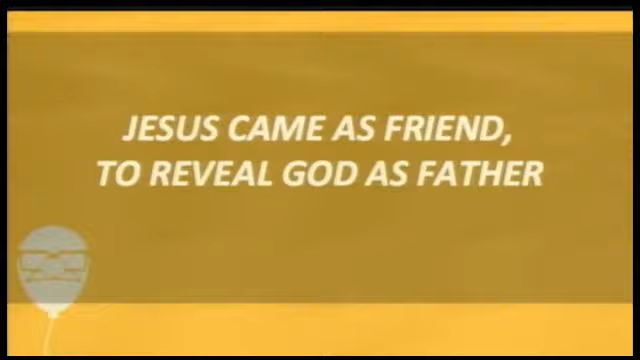 JESUS CAME AS FRIEND,
TO REVEAL GOD AS FATHER